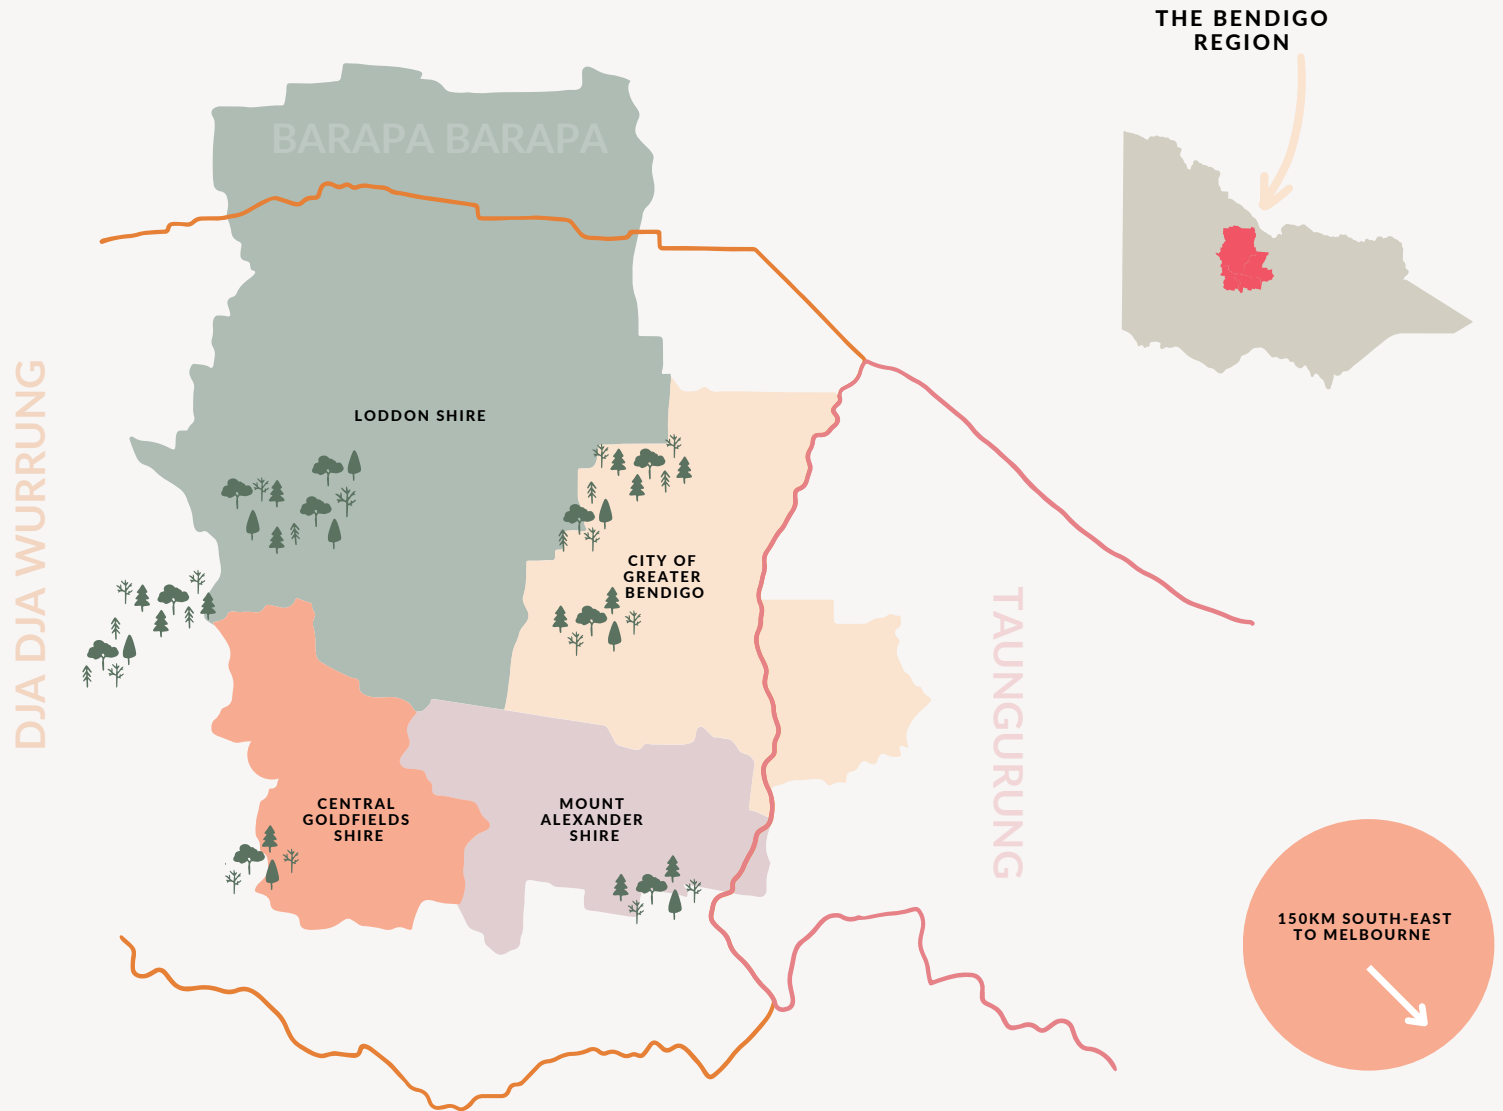 THE BENDIGO
REGION
BARAPA BARAPA
DJA DJA WURRUNG
LODDON SHIRE
CITY OF
GREATER
BENDIGO
TAUNGURUNG
CENTRAL
GOLDFIELDS
SHIRE
MOUNT
ALEXANDER
SHIRE
150KM SOUTH-EAST
TO MELBOURNE